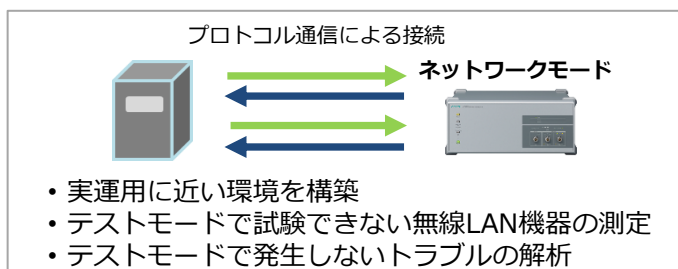 プロトコル通信による接続
ネットワークモード
• 実運用に近い環境を構築
• テストモードで試験できない無線LAN機器の測定
• テストモードで発生しないトラブルの解析